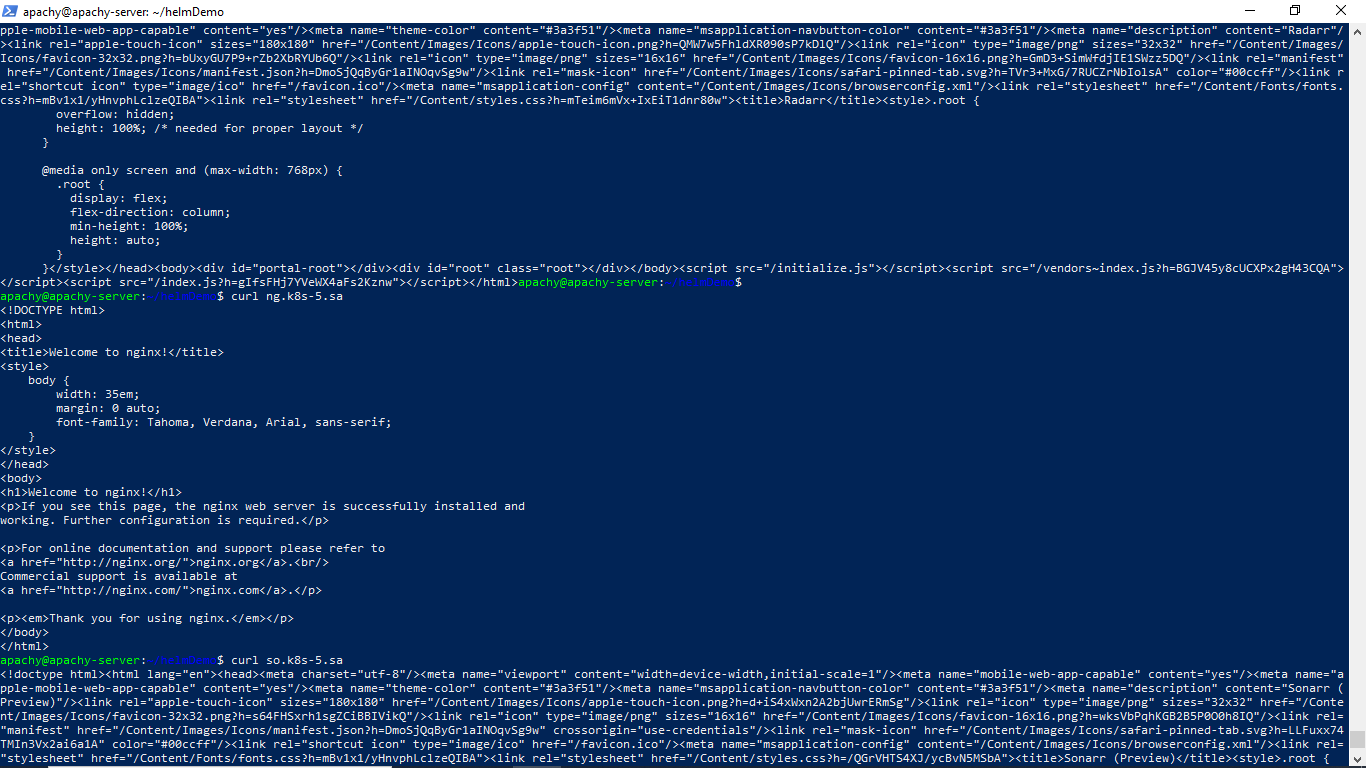 apachy@apachy-server: ~/helmDemo
pple-mobile-web-app-capable" content="yes"/><meta name="theme-color" content="#3a3f51"/><meta name="msapplication-navbutton-color" content="#3a3f51"/><meta name="description" content="Radarr"/
><link rel="apple-touch-icon" sizes="180x180" href="/Content/Images/Icons/apple-touch-icon.png?h=QMW7w5FhldXR090sP7kDlQ"/><link rel="icon" type="image/png" sizes="32x32" href="/Content/Images/
Icons/favicon-32x32.png?h=bUxyGU7P9+rZb2XbRYUb6Q"/><link rel="icon" type="image/png" sizes="16x16" href="/Content/Images/Icons/favicon-16x16.png?h=GmD3+SimWfdjIE1SWzz5DQ"/><link rel="manifest"
 href="/Content/Images/Icons/manifest.json?h=DmoSjQqByGr1aINOqvSg9w"/><link rel="mask-icon" href="/Content/Images/Icons/safari-pinned-tab.svg?h=TVr3+MxG/7RUCZrNbIolsA" color="#00ccff"/><link r
el="shortcut icon" type="image/ico" href="/favicon.ico"/><meta name="msapplication-config" content="/Content/Images/Icons/browserconfig.xml"/><link rel="stylesheet" href="/Content/Fonts/fonts.
css?h=mBv1x1/yHnvphLclzeQIBA"><link rel="stylesheet" href="/Content/styles.css?h=mTeim6mVx+IxEiT1dnr80w"><title>Radarr</title><style>.root {
        overflow: hidden;
        height: 100%; /* needed for proper layout */
      }

      @media only screen and (max-width: 768px) {
        .root {
          display: flex;
          flex-direction: column;
          min-height: 100%;
          height: auto;
        }
      }</style></head><body><div id="portal-root"></div><div id="root" class="root"></div></body><script src="/initialize.js"></script><script src="/vendors~index.js?h=BGJV45y8cUCXPx2gH43CQA">
</script><script src="/index.js?h=gIfsFHj7YVeWX4aFs2Kznw"></script></html>apachy@apachy-server:~/helmDemo$
apachy@apachy-server:~/helmDemo$ curl ng.k8s-5.sa
<!DOCTYPE html>
<html>
<head>
<title>Welcome to nginx!</title>
<style>
    body {
        width: 35em;
        margin: 0 auto;
        font-family: Tahoma, Verdana, Arial, sans-serif;
    }
</style>
</head>
<body>
<h1>Welcome to nginx!</h1>
<p>If you see this page, the nginx web server is successfully installed and
working. Further configuration is required.</p>

<p>For online documentation and support please refer to
<a href="http://nginx.org/">nginx.org</a>.<br/>
Commercial support is available at
<a href="http://nginx.com/">nginx.com</a>.</p>

<p><em>Thank you for using nginx.</em></p>
</body>
</html>
apachy@apachy-server:~/helmDemo$ curl so.k8s-5.sa
<!doctype html><html lang="en"><head><meta charset="utf-8"/><meta name="viewport" content="width=device-width,initial-scale=1"/><meta name="mobile-web-app-capable" content="yes"/><meta name="a
pple-mobile-web-app-capable" content="yes"/><meta name="theme-color" content="#3a3f51"/><meta name="msapplication-navbutton-color" content="#3a3f51"/><meta name="description" content="Sonarr (
Preview)"/><link rel="apple-touch-icon" sizes="180x180" href="/Content/Images/Icons/apple-touch-icon.png?h=d+iS4xWxn2A2bjUwrERmSg"/><link rel="icon" type="image/png" sizes="32x32" href="/Conte
nt/Images/Icons/favicon-32x32.png?h=s64FHSxrh1sgZCiBBIVikQ"/><link rel="icon" type="image/png" sizes="16x16" href="/Content/Images/Icons/favicon-16x16.png?h=wksVbPqhKGB2B5P0O0h8IQ"/><link rel=
"manifest" href="/Content/Images/Icons/manifest.json?h=DmoSjQqByGr1aINOqvSg9w" crossorigin="use-credentials"/><link rel="mask-icon" href="/Content/Images/Icons/safari-pinned-tab.svg?h=LLFuxx74
TMIn3Vx2ai6a1A" color="#00ccff"/><link rel="shortcut icon" type="image/ico" href="/favicon.ico"/><meta name="msapplication-config" content="/Content/Images/Icons/browserconfig.xml"/><link rel=
"stylesheet" href="/Content/Fonts/fonts.css?h=mBv1x1/yHnvphLclzeQIBA"><link rel="stylesheet" href="/Content/styles.css?h=/QGrVHTS4XJ/ycBvN5MSbA"><title>Sonarr (Preview)</title><style>.root {